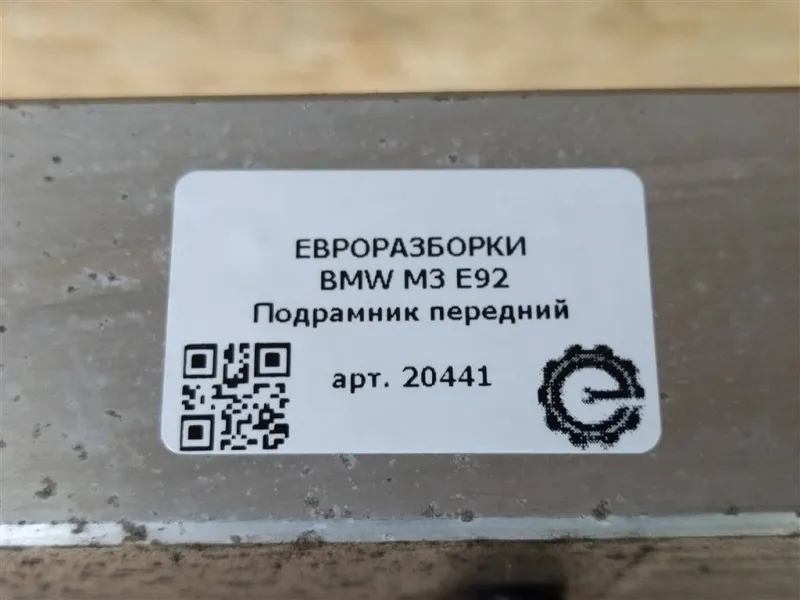 ЕВРОРАЗБОРКИ
BMW M3 E92
Подрамник передний
арт. 20441